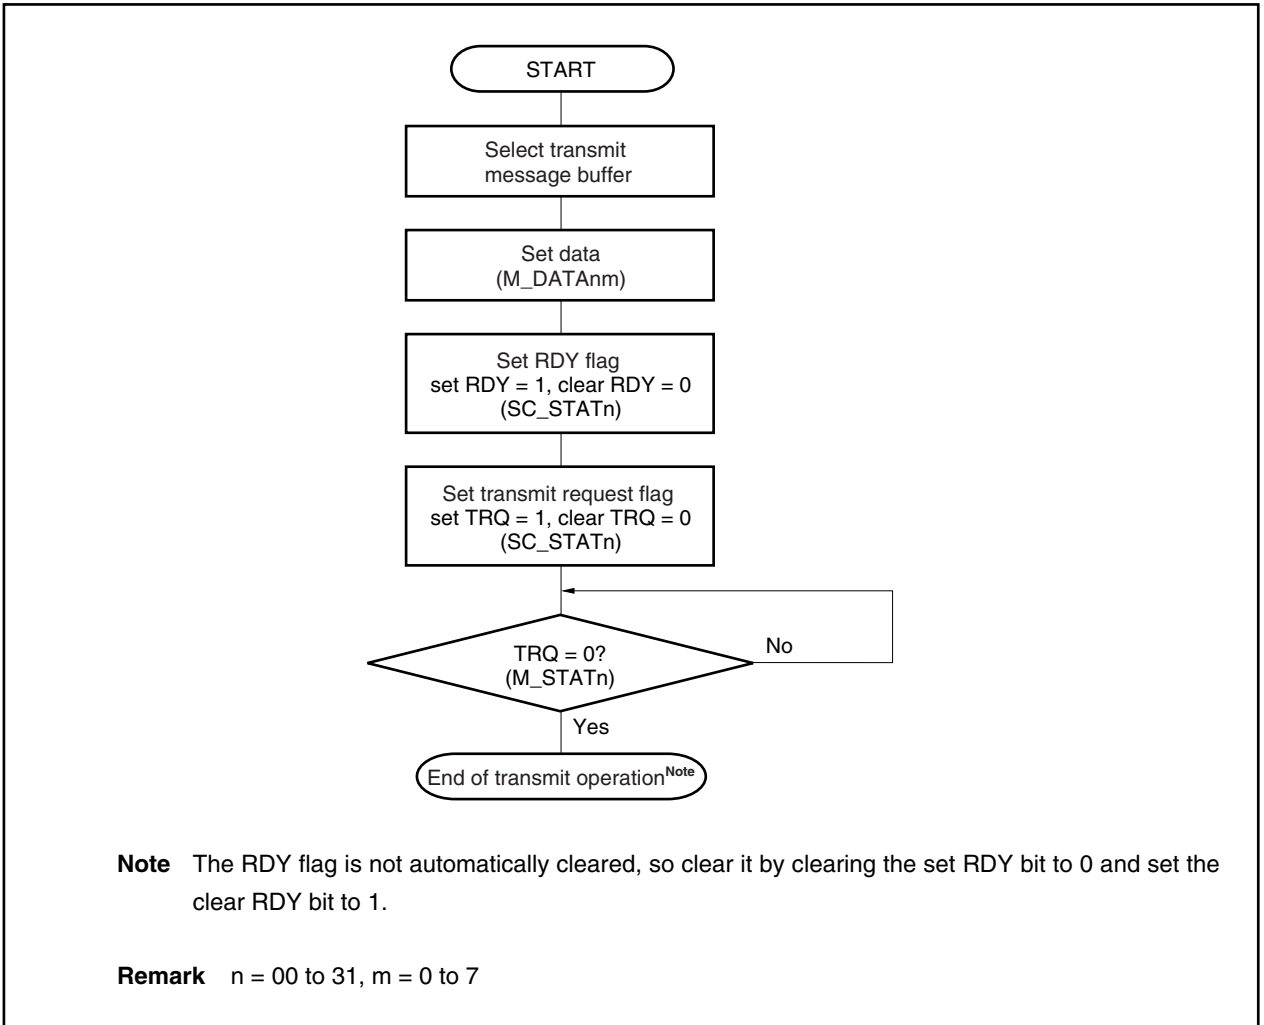 START
Select transmit
message buffer
Set data
(M_DATAnm)
Set RDY flag
set RDY = 1, clear RDY = 0
(SC_STATn)
Set transmit request flag
set TRQ = 1, clear TRQ = 0
(SC_STATn)
TRQ = 0?
(M_STATn)
No
Yes
End of transmit operationNote
Note The RDY flag is not automatically cleared, so clear it by clearing the set RDY bit to 0 and set the
clear RDY bit to 1.
Remark n = 00 to 31, m = 0 to 7